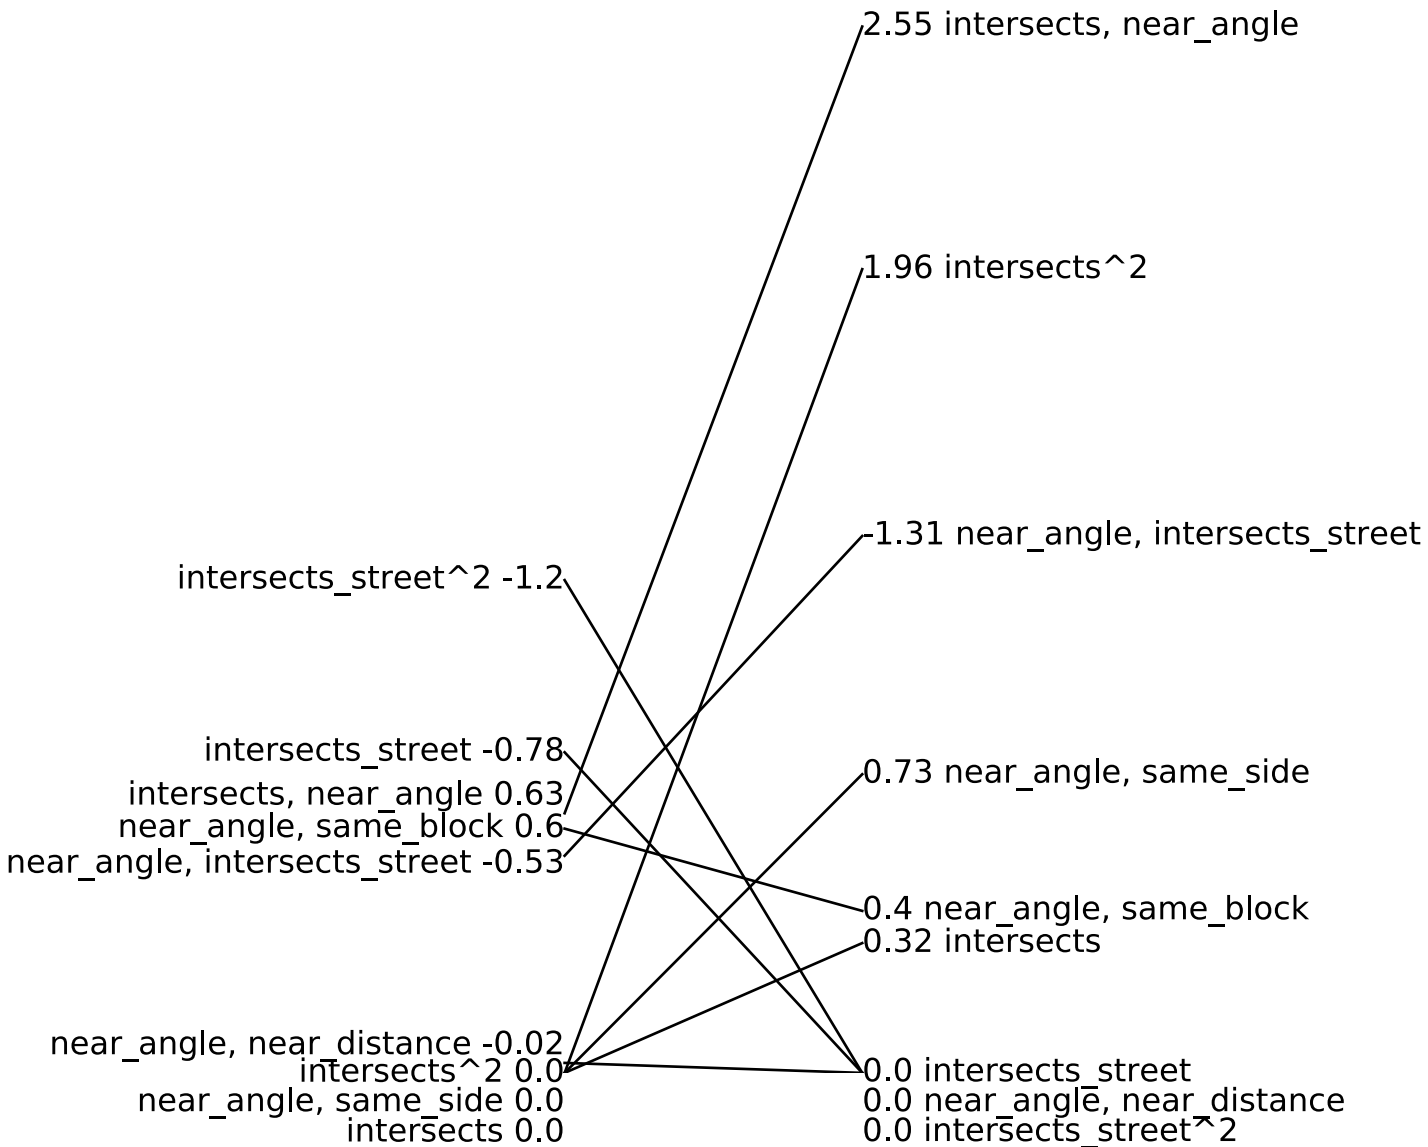 2.55 intersects, near_angle
1.96 intersects^2
-1.31 near_angle, intersects_street
intersects_street^2 -1.2
intersects_street -0.78
0.73 near_angle, same_side
intersects, near_angle 0.63
near_angle, same_block 0.6
near_angle, intersects_street -0.53
0.4 near_angle, same_block
0.32 intersects
near_angle, near_distance -0.02
intersects^2 0.0
0.0 intersects_street
near_angle, same_side 0.0
0.0 near_angle, near_distance
intersects 0.0
0.0 intersects_street^2